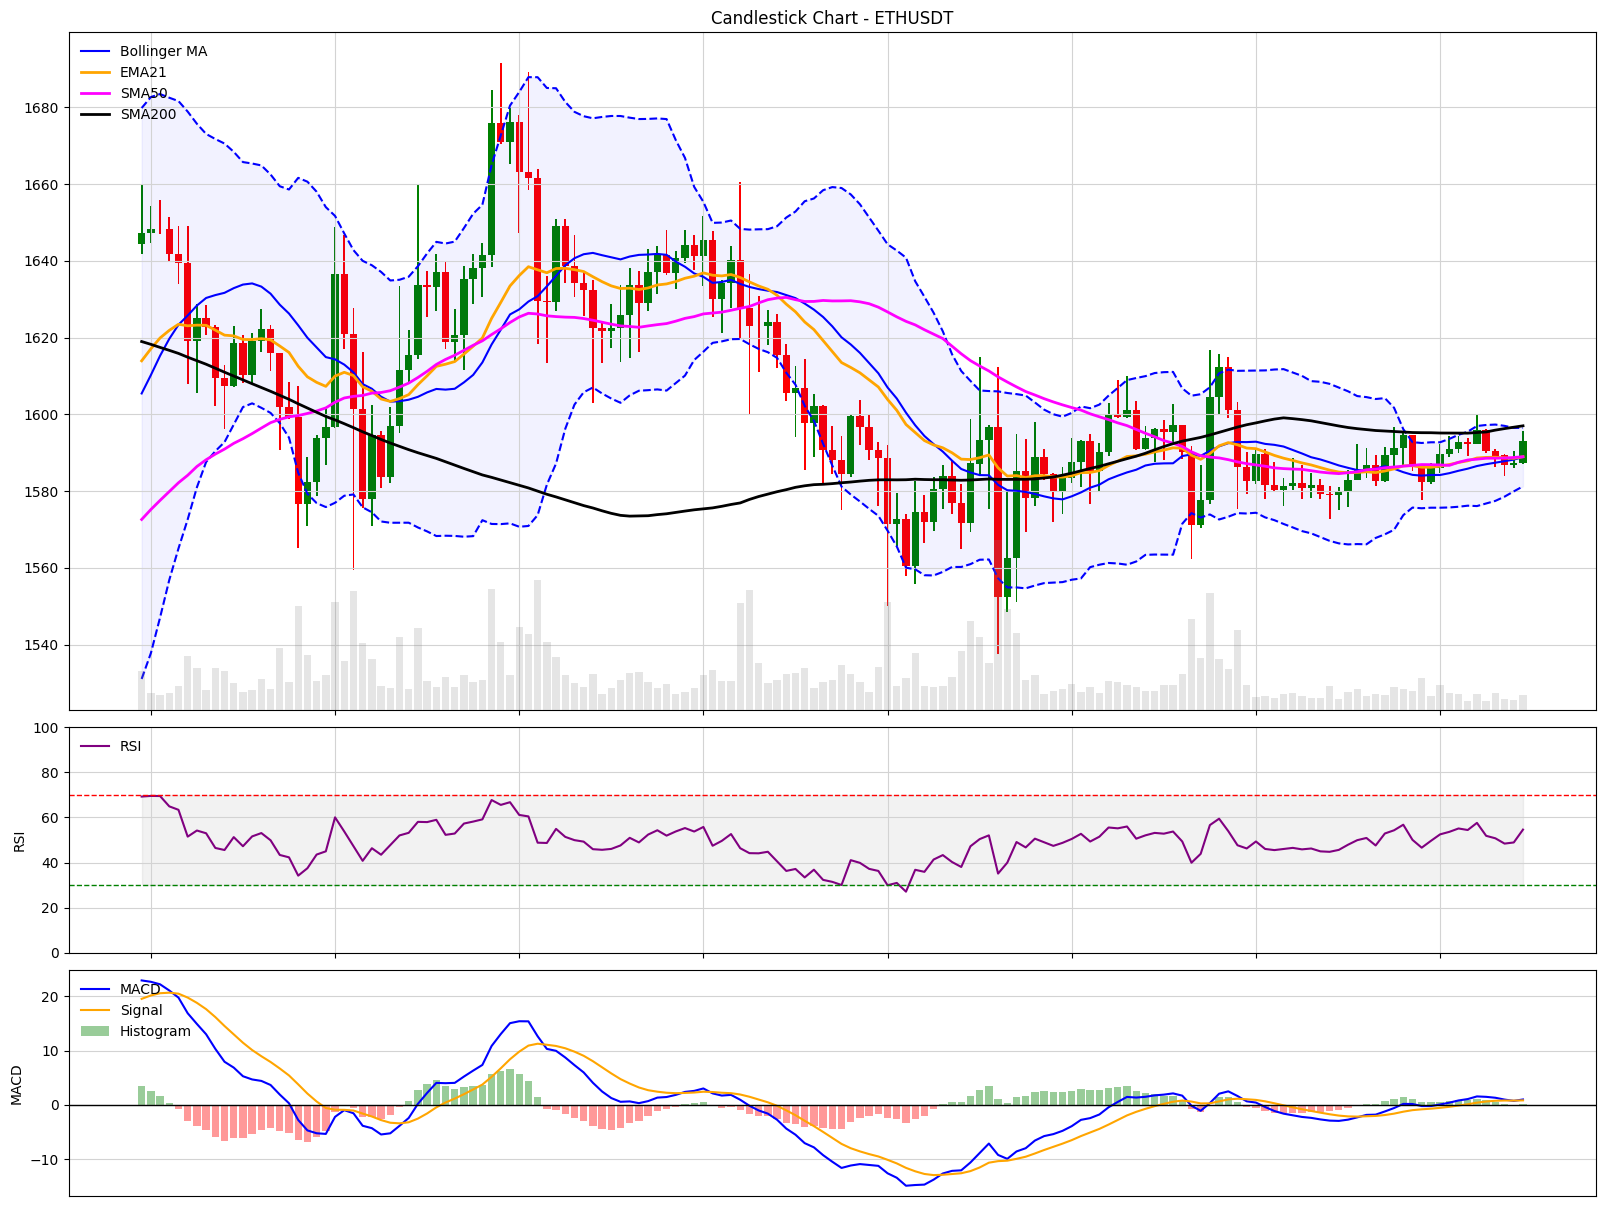 Candlestick Chart - ETHUSDT
Bollinger MA
EMA21
SMA50
SMA200
1680
1660
1640
1620
1600
1580
1560
1540
RSI
100
80
60
40
20
0
RSI
MACD
Signal
Histogram
20
10
0
−10
MACD